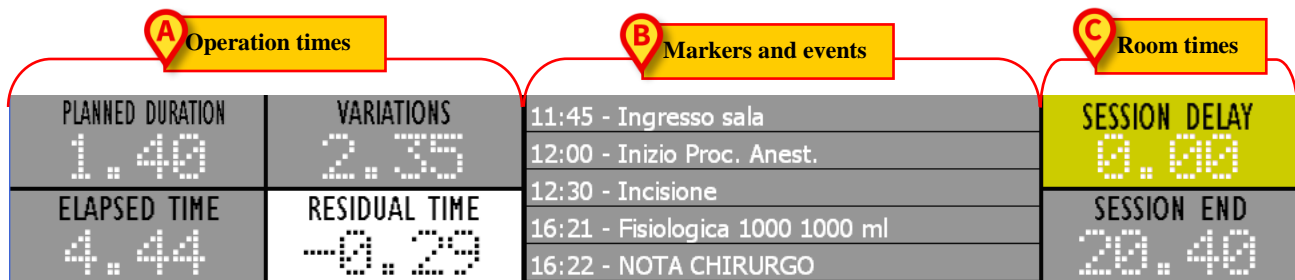 A Operation times
B Markers and events
C Room times
PLANNED DURATION
1.40
VARIATIONS
2.35
ELAPSED TIME
4.44
RESIDUAL TIME
-0.29
11:45 - Ingresso sala
12:00 - Inizio Proc. Anest.
12:30 - Incisione
16:21 - Fisiologica 1000 1000 ml
16:22 - NOTA CHIRURGO
SESSION DELAY
0.00
SESSION END
20.40